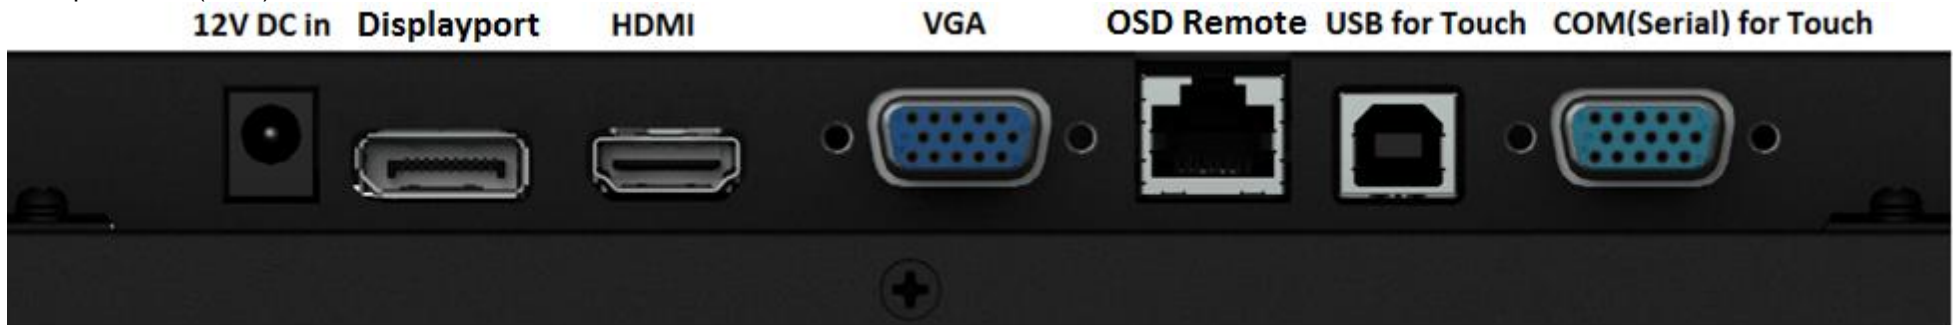 12V DC in Displayport HDMI VGA OSD Remote USB for Touch COM(Serial) for Touch